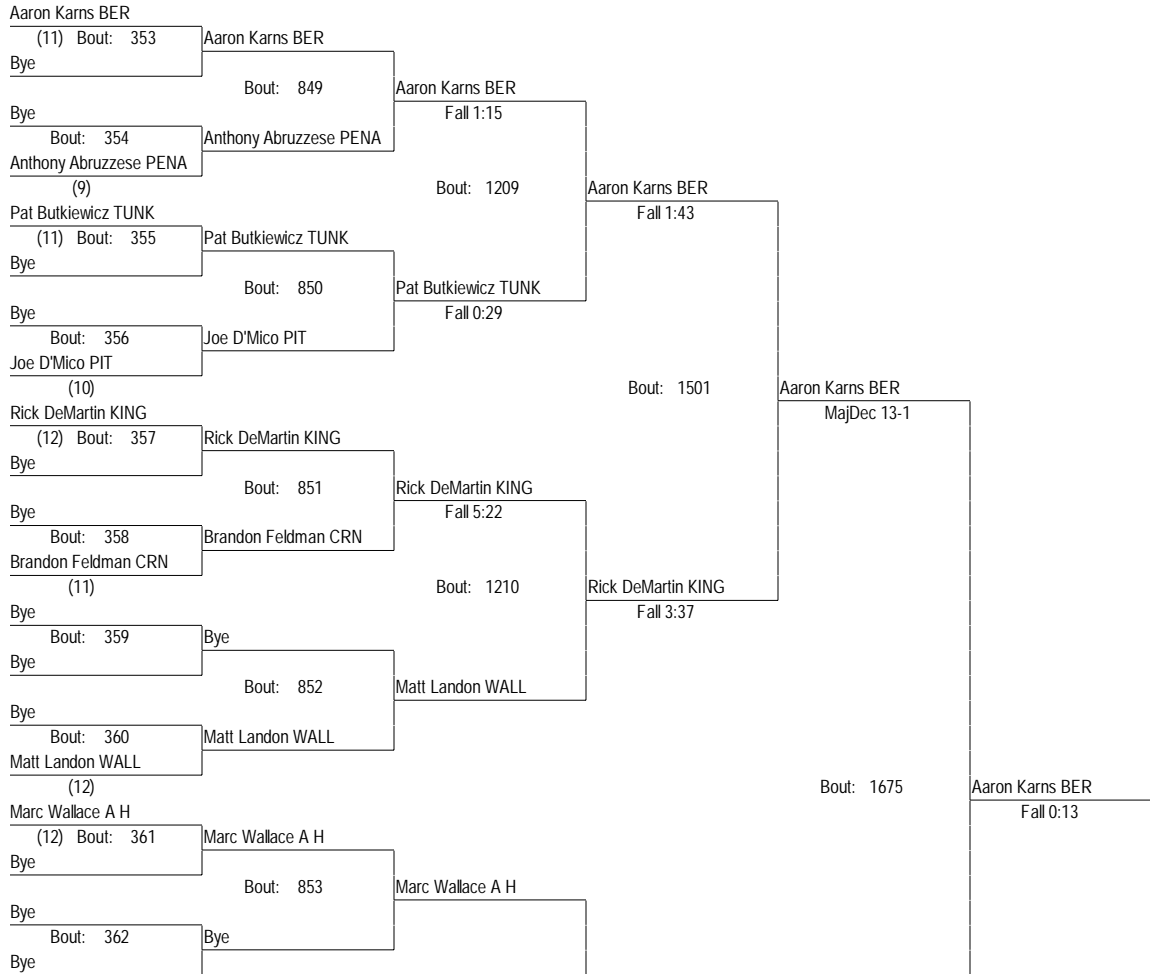 Aaron Karns BER
(11) Bout: 353 Aaron Karns BER
Bye
Bout: 849 Aaron Karns BER
Bye Fall 1:15
Bout: 354 Anthony Abruzzese PENA
Anthony Abruzzese PENA
(9) Bout: 1209 Aaron Karns BER
Pat Butkiewicz TUNK Fall 1:43
(11) Bout: 355 Pat Butkiewicz TUNK
Bye
Bout: 850 Pat Butkiewicz TUNK
Bye Fall 0:29
Bout: 356 Joe D'Mico PIT
Joe D'Mico PIT
(10) Bout: 1501 Aaron Karns BER
Rick DeMartin KING MajDec 13-1
(12) Bout: 357 Rick DeMartin KING
Bye
Bout: 851 Rick DeMartin KING
Bye Fall 5:22
Bout: 358 Brandon Feldman CRN
Brandon Feldman CRN
(11) Bout: 1210 Rick DeMartin KING
Bye Fall 3:37
Bout: 359 Bye
Bye
Bout: 852 Matt Landon WALL
Bye
Bout: 360 Matt Landon WALL
Matt Landon WALL
(12) Bout: 1675 Aaron Karns BER
Marc Wallace A H Fall 0:13
(12) Bout: 361 Marc Wallace A H
Bye
Bout: 853 Marc Wallace A H
Bye
Bout: 362 Bye
Bye